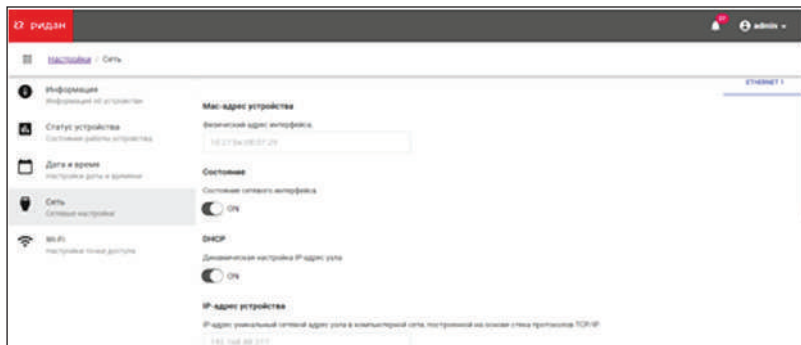 ридан
admin
Настройки / Сеть
ETHERNET 1
Информация
Информация об устройстве
Статус устройства
Состояние работы устройства
Дата и время
Настройки даты и времени
Сеть
Сетевые настройки
Wi-Fi
Настройки точки доступа
Мас-адрес устройства
Физический адрес интерфейса.
Состояние
Состояние сетевого интерфейса
ON
DHCP
Динамическая настройка IP-адрес узла
ON
IP-адрес устройства
IP-адрес уникальный сетевой адрес узла в компьютерной сети, построенной на основе стека протоколов TCP/IP